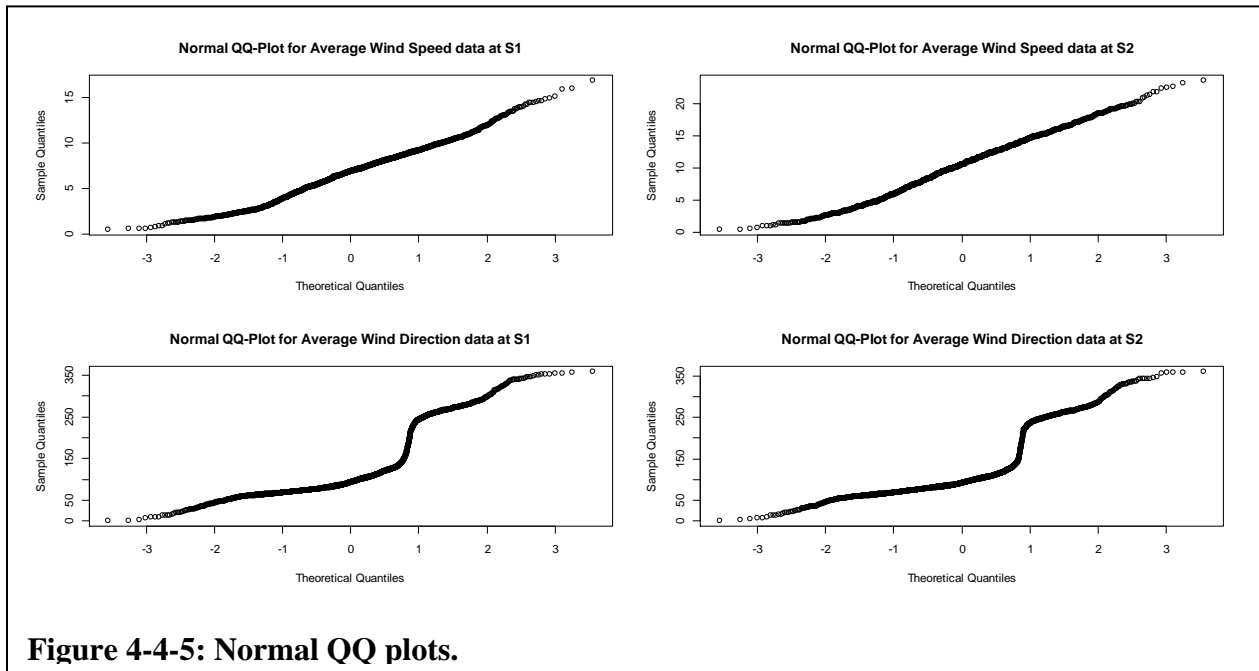 Normal QQ-Plot for Average Wind Speed data at S1
Sample Quantiles
15
10
5
0
-3 -2 -1 0 1 2 3
Theoretical Quantiles
Normal QQ-Plot for Average Wind Speed data at S2
Sample Quantiles
20
15
10
5
0
-3 -2 -1 0 1 2 3
Theoretical Quantiles
Normal QQ-Plot for Average Wind Direction data at S1
Sample Quantiles
350
250
150
50
0
-3 -2 -1 0 1 2 3
Theoretical Quantiles
Normal QQ-Plot for Average Wind Direction data at S2
Sample Quantiles
350
250
150
50
0
-3 -2 -1 0 1 2 3
Theoretical Quantiles
Figure 4-4-5: Normal QQ plots.